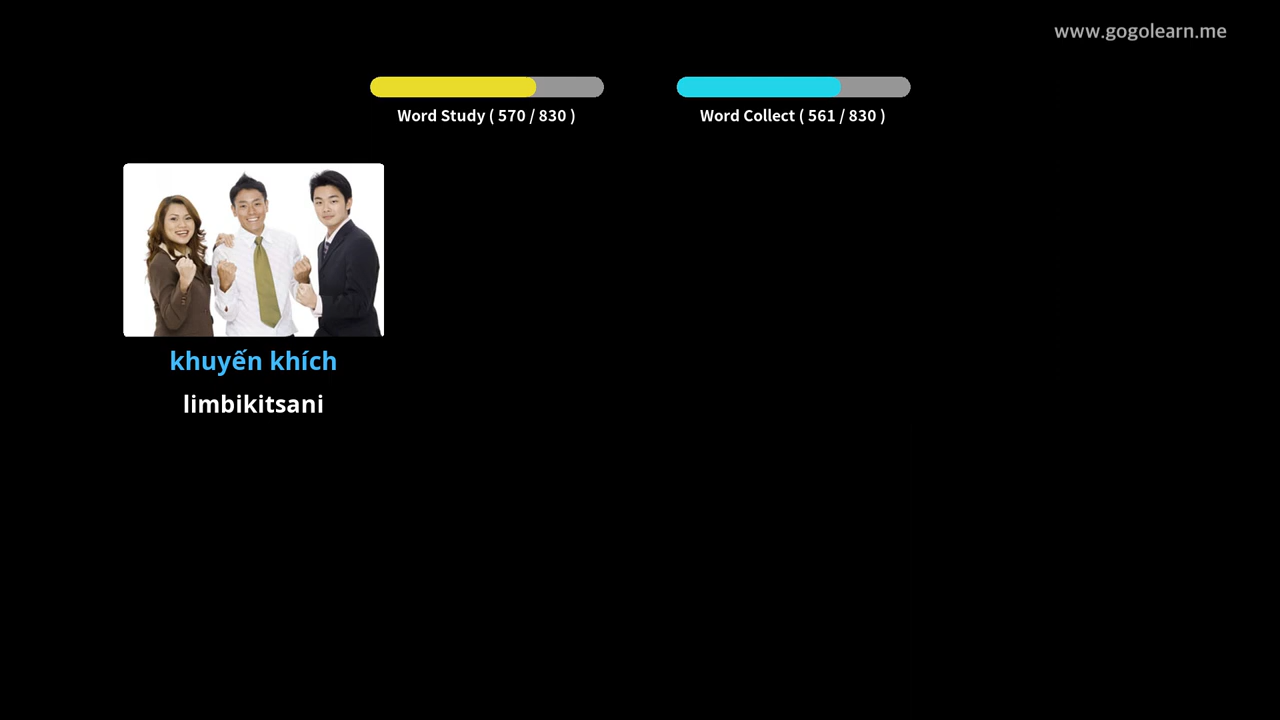 www.gogolearn.me
Word Study ( 570 / 830 )
Word Collect ( 561 / 830 )
khuyến khích
limbikitsani